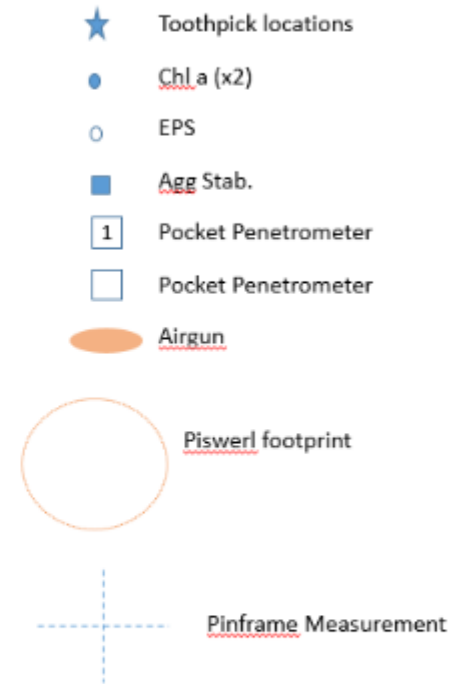 Toothpick locations
Chl a (x2)
EPS
Agg Stab.
1 Pocket Penetrometer
Pocket Penetrometer
Airgun
Piswerl footprint
Pinframe Measurement